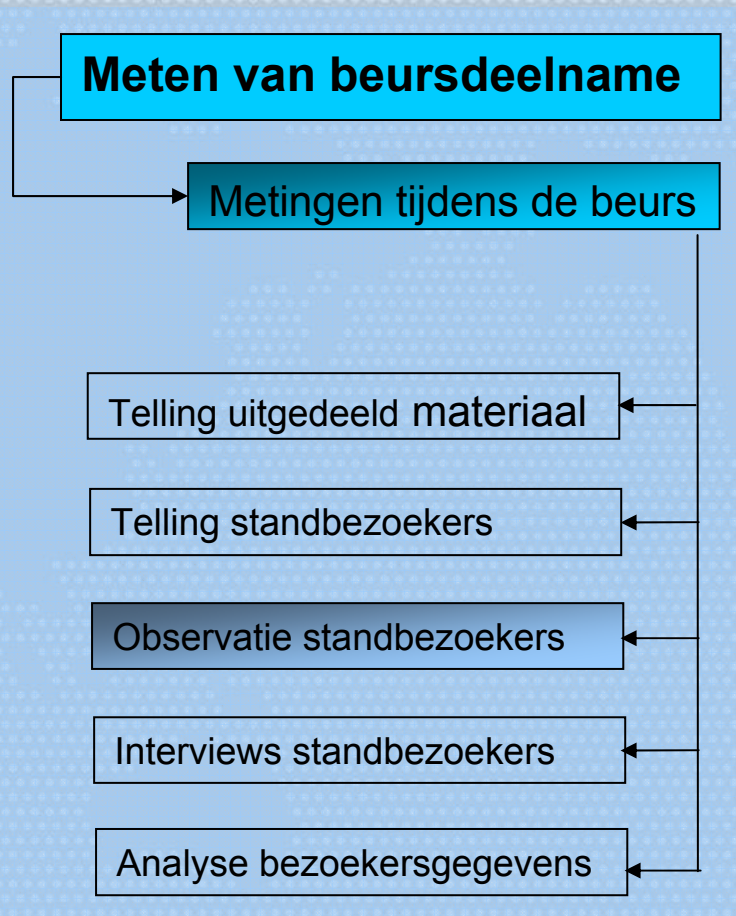 Meten van beursdeelname
Metingen tijdens de beurs
Telling uitgedeeld materiaal
Telling standbezoekers
Observatie standbezoekers
Interviews standbezoekers
Analyse bezoekersgegevens